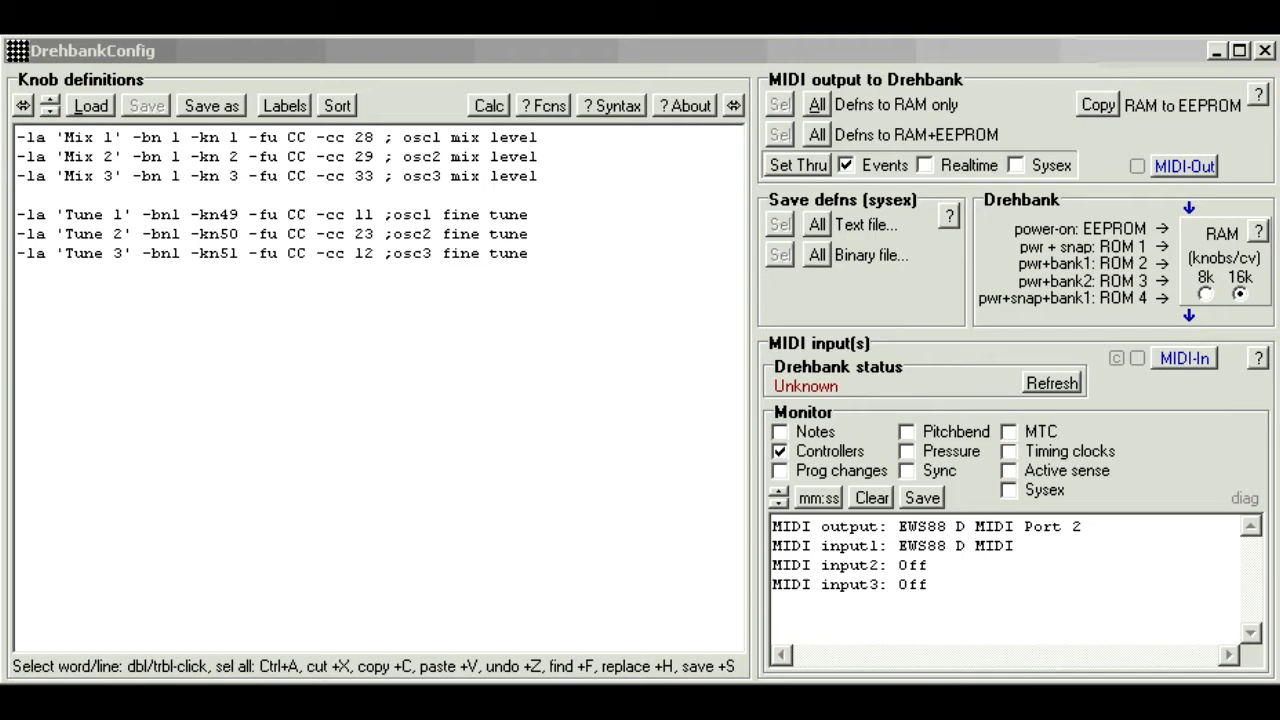 DrehbankConfig
Knob definitions
Load Save Save as Labels Sort Calc ? Fcns ? Syntax ? About
-la 'Mix 1' -bn 1 -kn 1 -fu CC -cc 28 ; osc1 mix level
-la 'Mix 2' -bn 1 -kn 2 -fu CC -cc 29 ; osc2 mix level
-la 'Mix 3' -bn 1 -kn 3 -fu CC -cc 33 ; osc3 mix level
-la 'Tune 1' -bn1 -kn49 -fu CC -cc 11 ;osc1 fine tune
-la 'Tune 2' -bn1 -kn50 -fu CC -cc 23 ;osc2 fine tune
-la 'Tune 3' -bn1 -kn51 -fu CC -cc 12 ;osc3 fine tune
Select word/line: dbl/trbl-click, sel all: Ctrl+A, cut +X, copy +C, paste +V, undo +Z, find +F, replace +H, save +S
MIDI output to Drehbank
Sel All Defns to RAM only Copy RAM to EEPROM ?
Sel All Defns to RAM+EEPROM
Set Thru Events Realtime Sysex MIDI-Out
Save defns (sysex)
Sel All Text file... ?
Sel All Binary file...
Drehbank
power-on: EEPROM →
pwr + snap: ROM 1 →
pwr+bank1: ROM 2 →
pwr+bank2: ROM 3 →
pwr+snap+bank1: ROM 4 →
RAM ?
(knobs/cv)
8k 16k
MIDI input(s)
C MIDI-In ?
Drehbank status
Unknown Refresh
Monitor
Notes Pitchbend MTC
Controllers Pressure Timing clocks
Prog changes Sync Active sense
Sysex
mm:ss Clear Save diag
MIDI output: EWS88 D MIDI Port 2
MIDI input1: EWS88 D MIDI
MIDI input2: Off
MIDI input3: Off